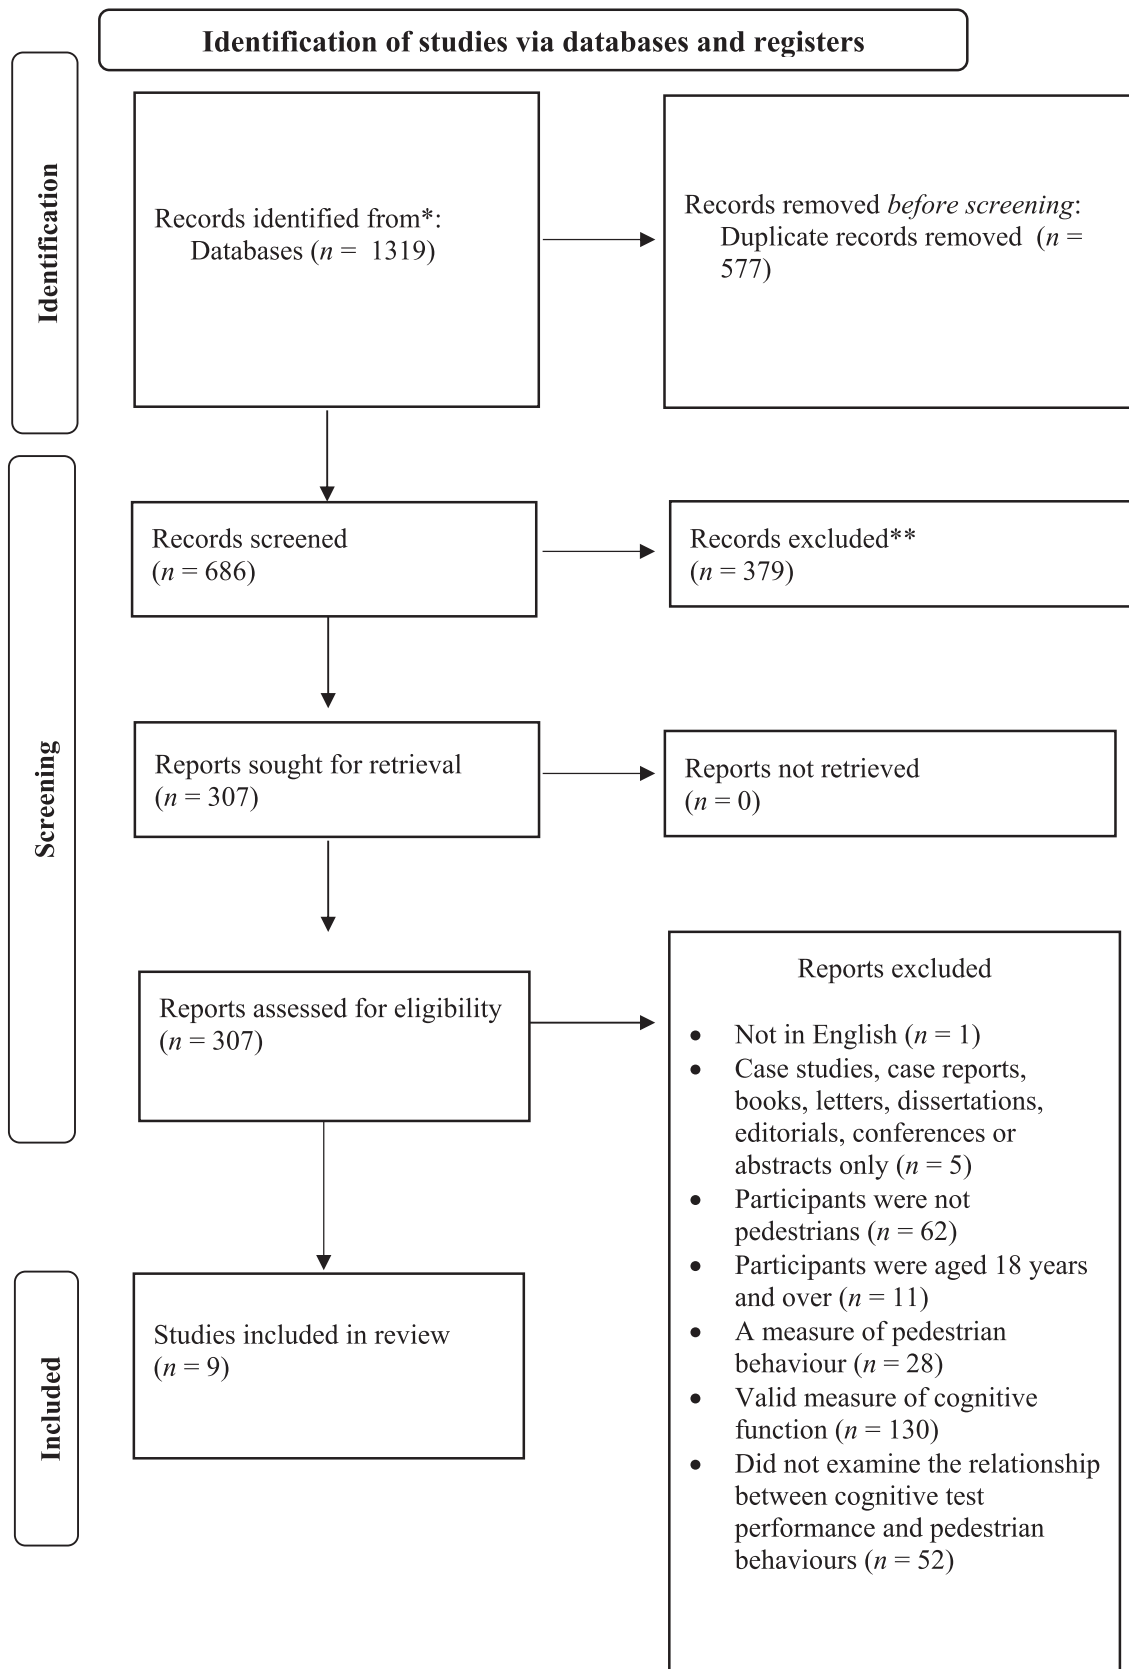 Identification of studies via databases and registers
Identification
Records identified from*:
Databases (n = 1319)
Records removed before screening:
Duplicate records removed (n =
577)
Screening
Records screened
(n = 686)
Records excluded**
(n = 379)
Reports sought for retrieval
(n = 307)
Reports not retrieved
(n = 0)
Reports assessed for eligibility
(n = 307)
Reports excluded
• Not in English (n = 1)
• Case studies, case reports,
books, letters, dissertations,
editorials, conferences or
abstracts only (n = 5)
• Participants were not
pedestrians (n = 62)
• Participants were aged 18 years
and over (n = 11)
• A measure of pedestrian
behaviour (n = 28)
• Valid measure of cognitive
function (n = 130)
• Did not examine the relationship
between cognitive test
performance and pedestrian
behaviours (n = 52)
Included
Studies included in review
(n = 9)